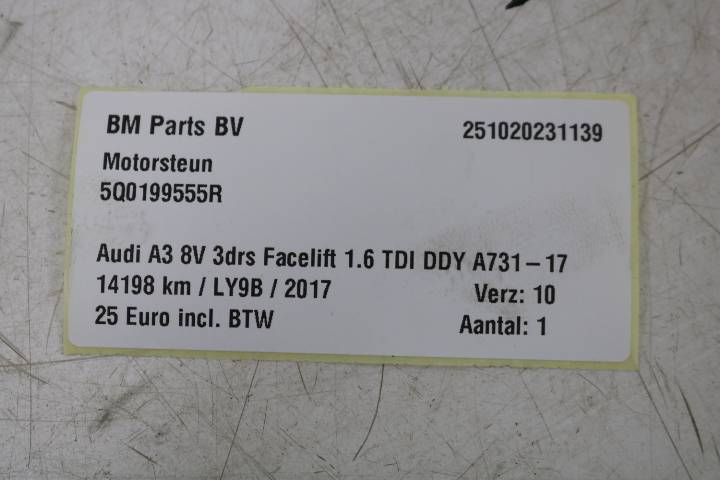 BM Parts BV 251020231139
Motorsteun
5Q0199555R
Audi A3 8V 3drs Facelift 1.6 TDI DDY A731-17
14198 km / LY9B / 2017 Verz: 10
25 Euro incl. BTW Aantal: 1